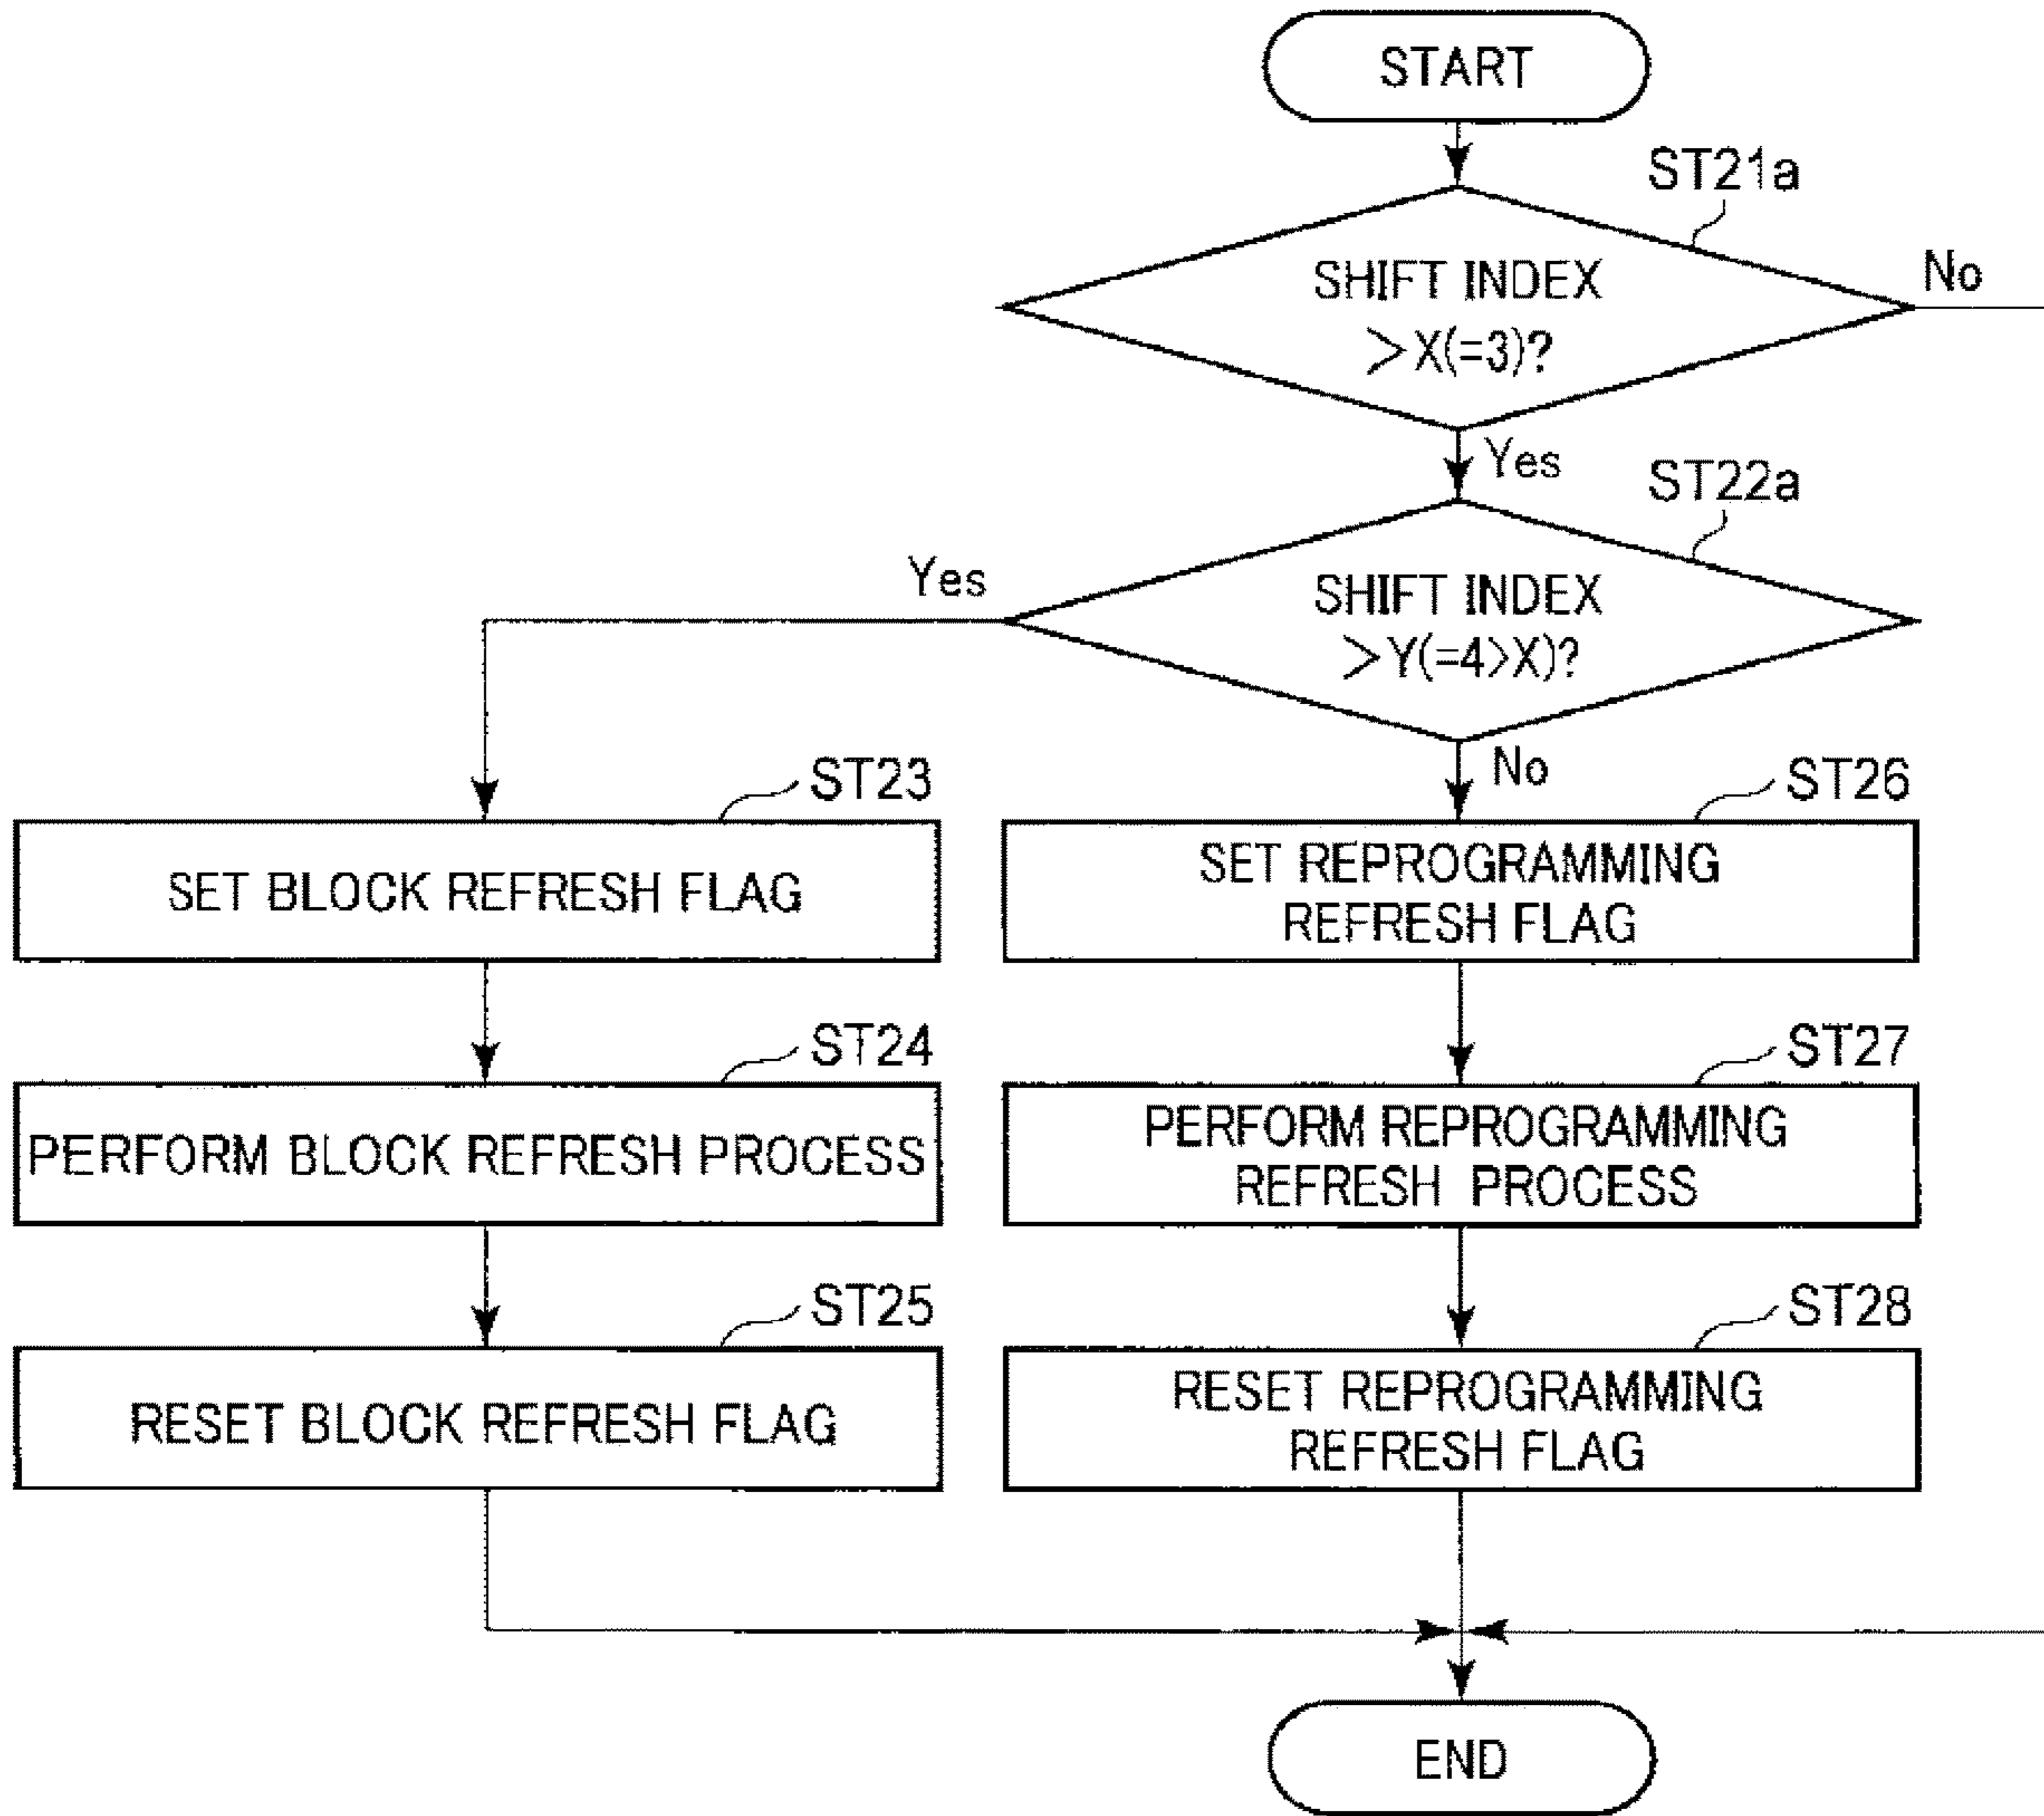 START
ST21a
SHIFT INDEX
>X(=3)?
No
Yes
ST22a
SHIFT INDEX
>Y(=4>X)?
Yes
No
ST23
SET BLOCK REFRESH FLAG
ST24
PERFORM BLOCK REFRESH PROCESS
ST25
RESET BLOCK REFRESH FLAG
ST26
SET REPROGRAMMING
REFRESH FLAG
ST27
PERFORM REPROGRAMMING
REFRESH PROCESS
ST28
RESET REPROGRAMMING
REFRESH FLAG
END